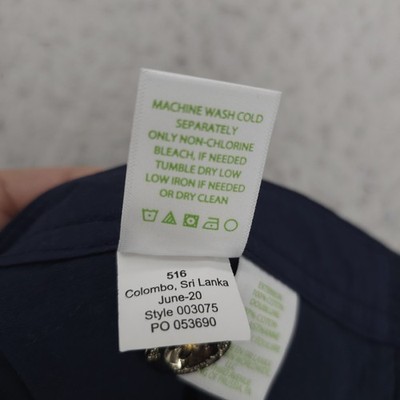 MACHINE WASH COLD
SEPARATELY
ONLY NON-CHLORINE
BLEACH, IF NEEDED
TUMBLE DRY LOW
LOW IRON IF NEEDED
OR DRY CLEAN
516
Colombo, Sri Lanka
June-20
Style 003075
PO 053690